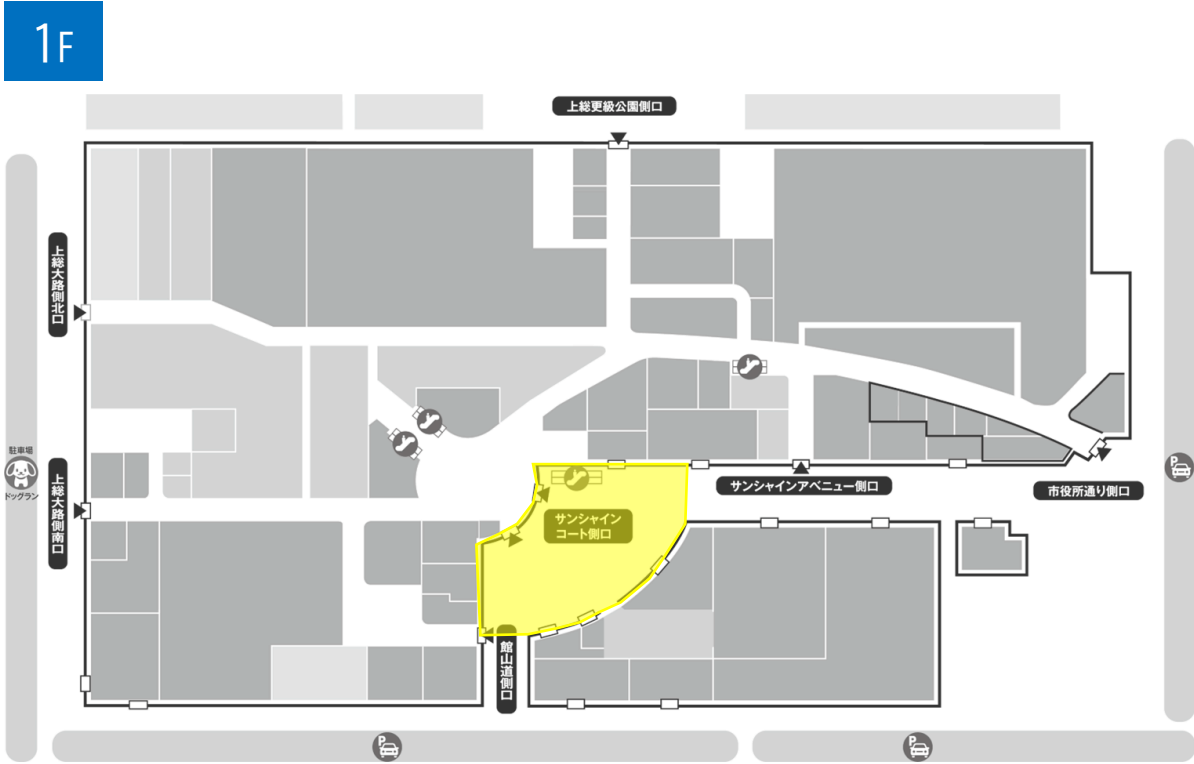 1F
上総更級公園側口
上総大路側北口
駐車場
ドッグラン
上総大路側南口
サンシャイン
コート側口
サンシャインアベニュー側口
市役所通り側口
P
館山道側口
P
P